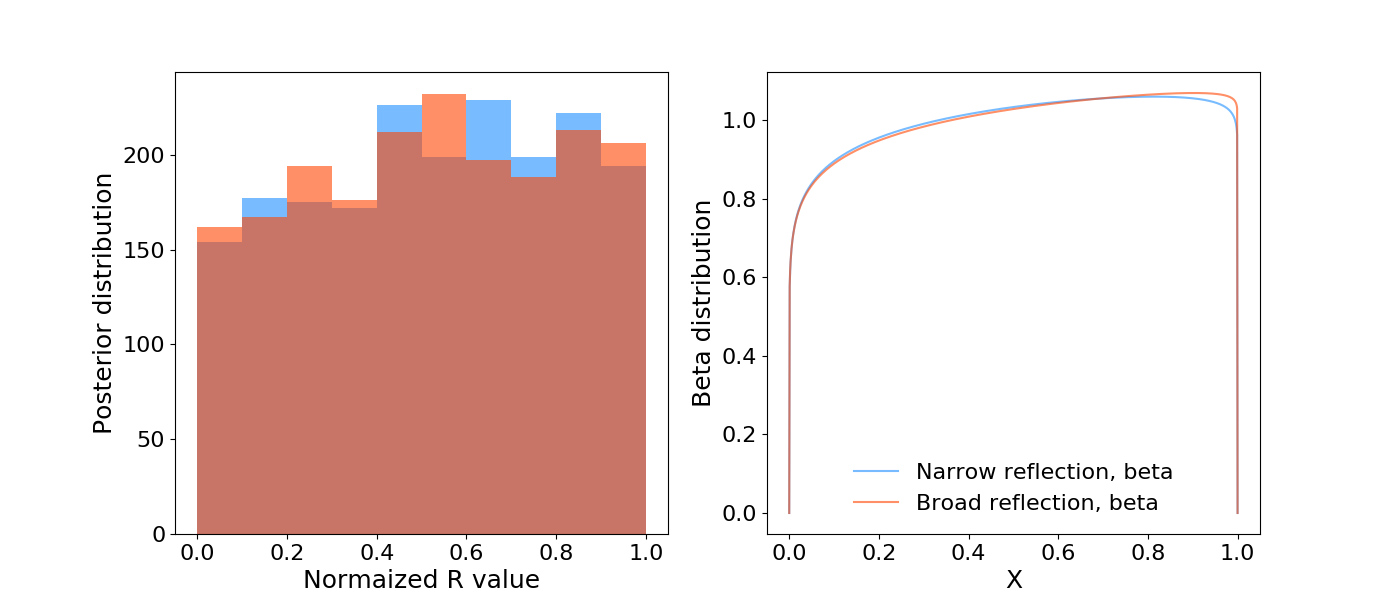 Posterior distribution
200
150
100
50
0
0.0 0.2 0.4 0.6 0.8 1.0
Normaized R value
Beta distribution
1.0
0.8
0.6
0.4
0.2
0.0
Narrow reflection, beta
Broad reflection, beta
0.0 0.2 0.4 0.6 0.8 1.0
X